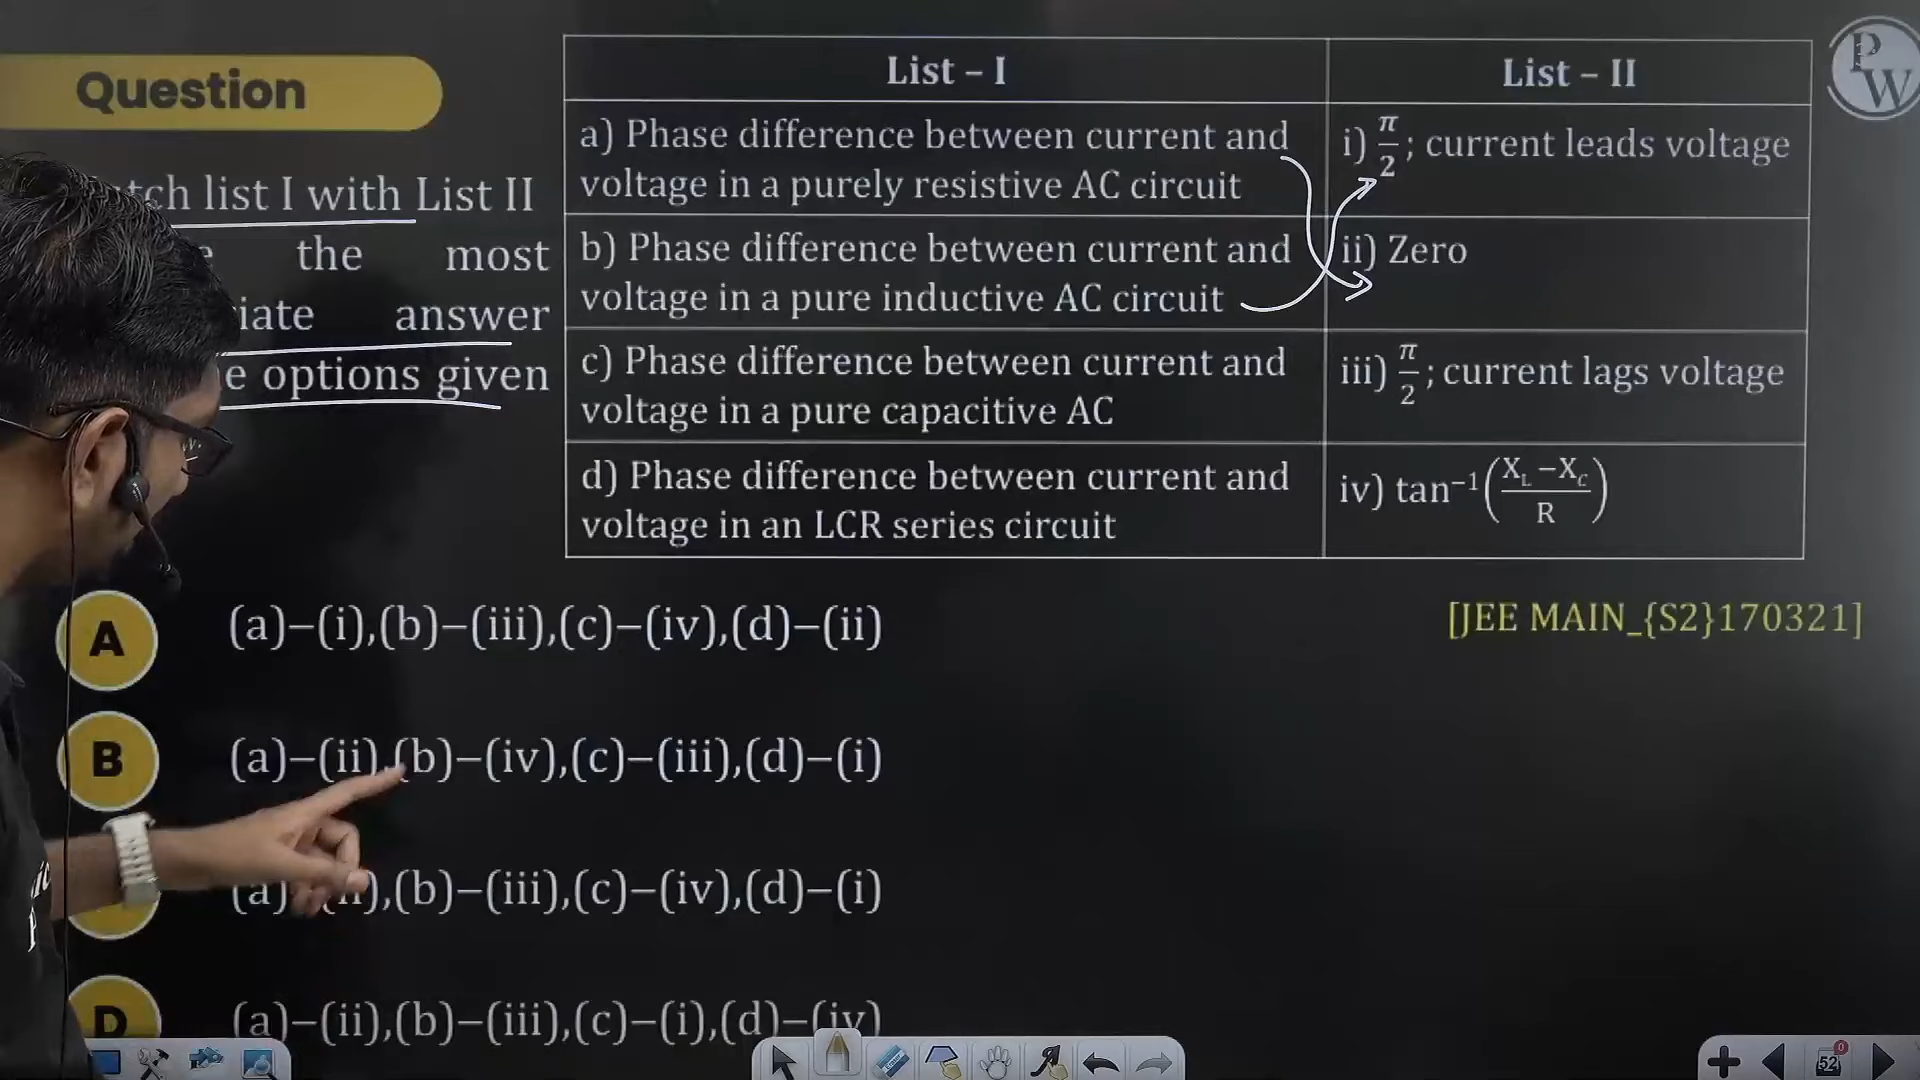 Question
tch list I with List II
the most
iate answer
e options given
List – I
List – II
a) Phase difference between current and
voltage in a purely resistive AC circuit
i) π/2; current leads voltage
b) Phase difference between current and
voltage in a pure inductive AC circuit
ii) Zero
c) Phase difference between current and
voltage in a pure capacitive AC
iii) π/2; current lags voltage
d) Phase difference between current and
voltage in an LCR series circuit
iv) tan⁻¹((X_L –X_C)/R)
[JEE MAIN_{S2}170321]
A (a)–(i),(b)–(iii),(c)–(iv),(d)–(ii)
B (a)–(ii),(b)–(iv),(c)–(iii),(d)–(i)
(a) ,(b)–(iii),(c)–(iv),(d)–(i)
D (a)–(ii),(b)–(iii),(c)–(i),(d)–(iv)
PW
52
0